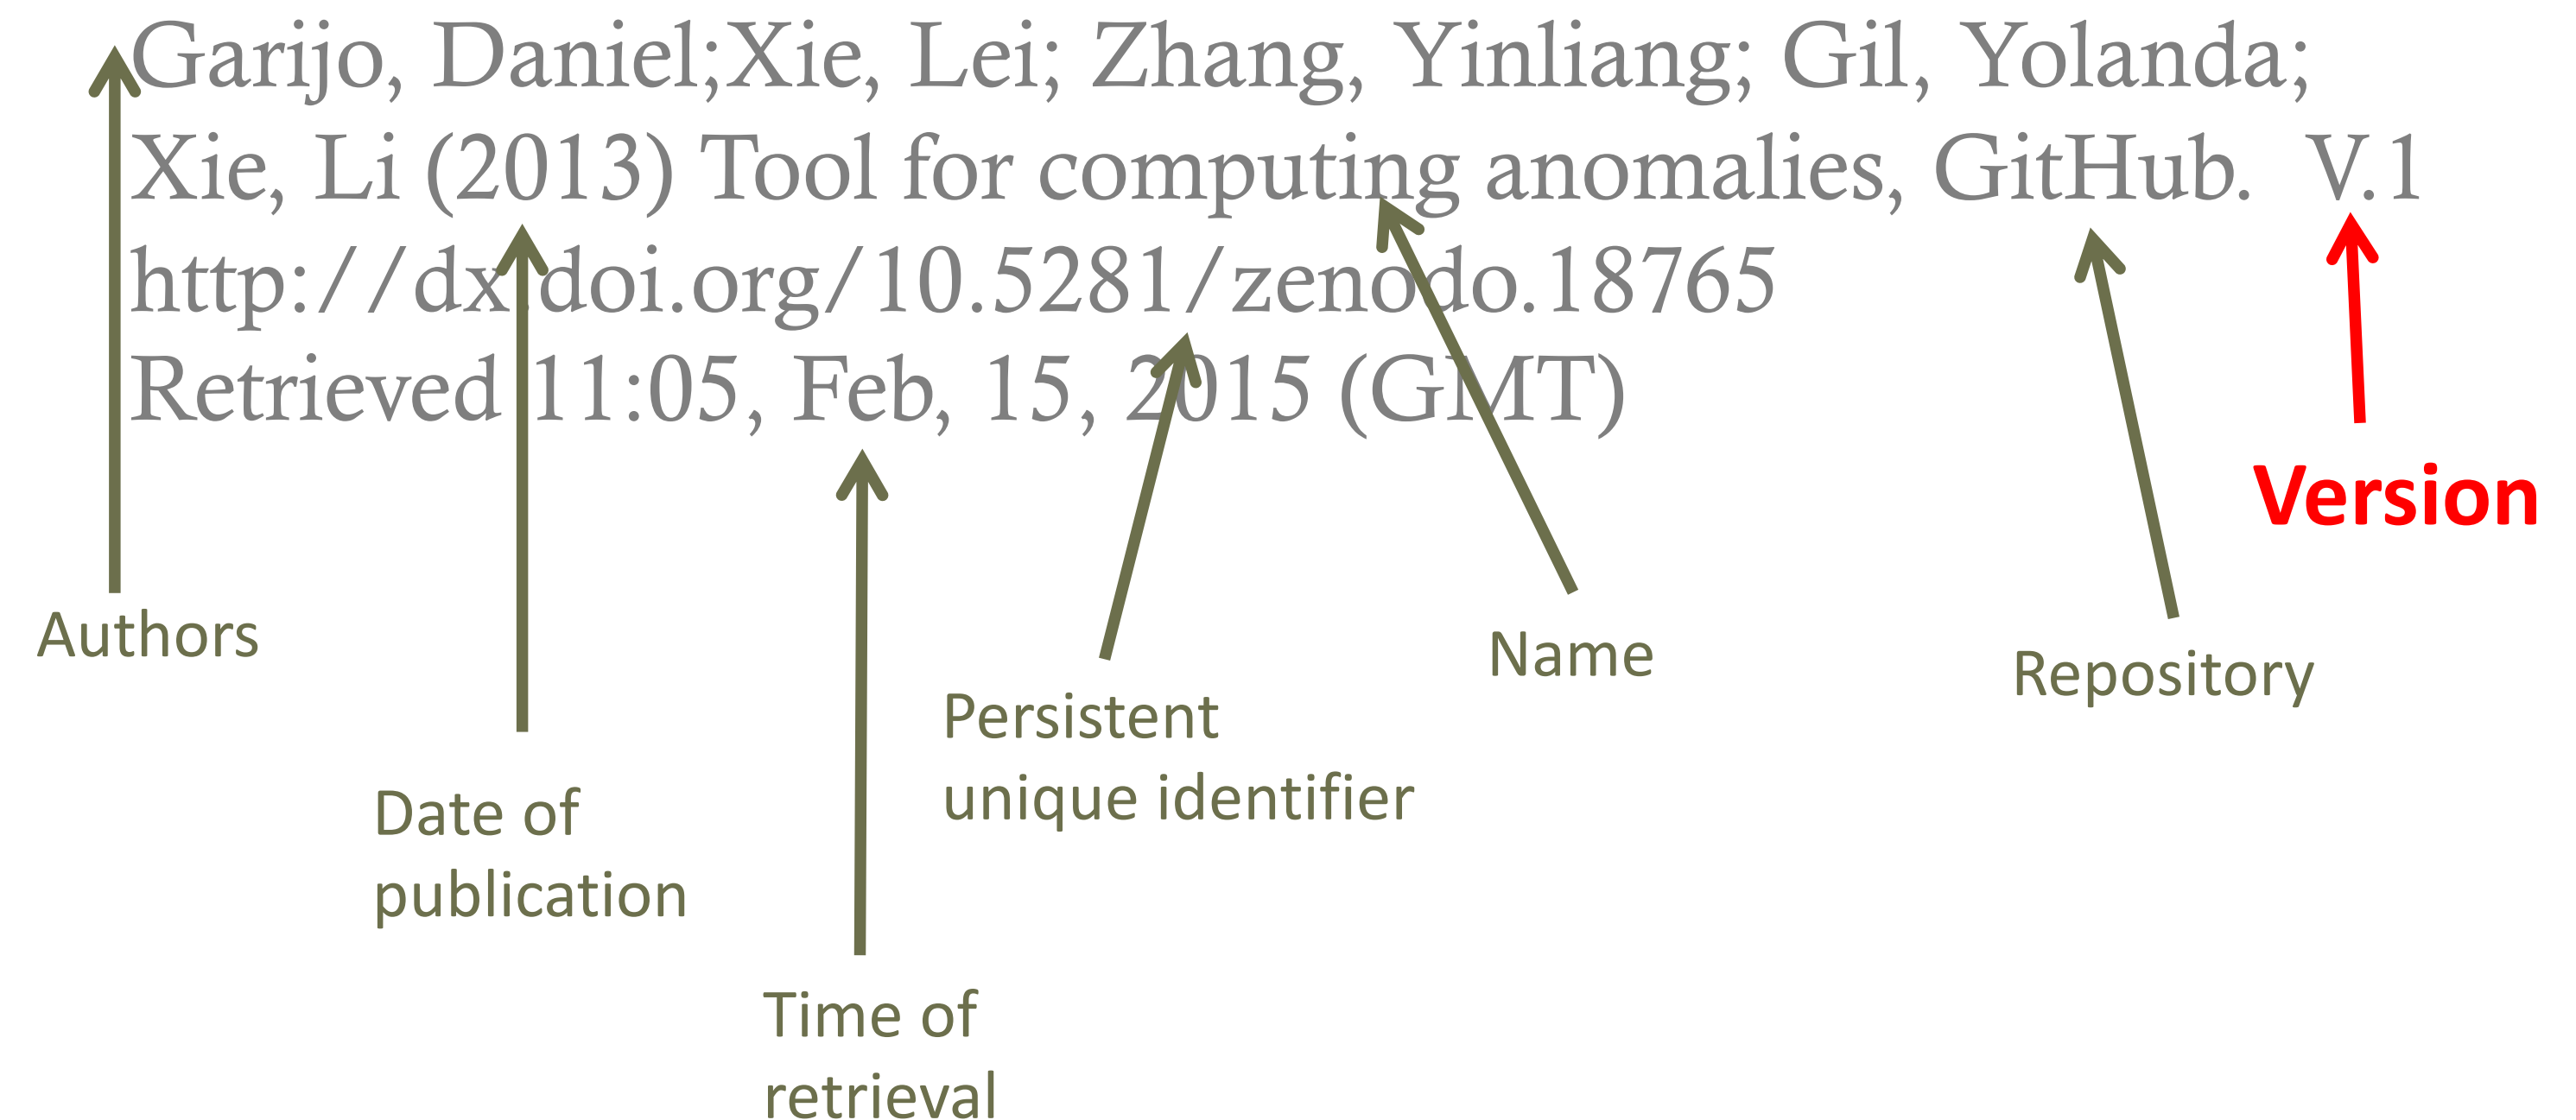 Garijo, Daniel;Xie, Lei; Zhang, Yinliang; Gil, Yolanda;
Xie, Li (2013) Tool for computing anomalies, GitHub.  V.1
http://dx.doi.org/10.5281/zenodo.18765
Retrieved 11:05, Feb, 15, 2015 (GMT)
Version
Authors
Name
Repository
Persistent
unique identifier
Date of
publication
Time of
retrieval